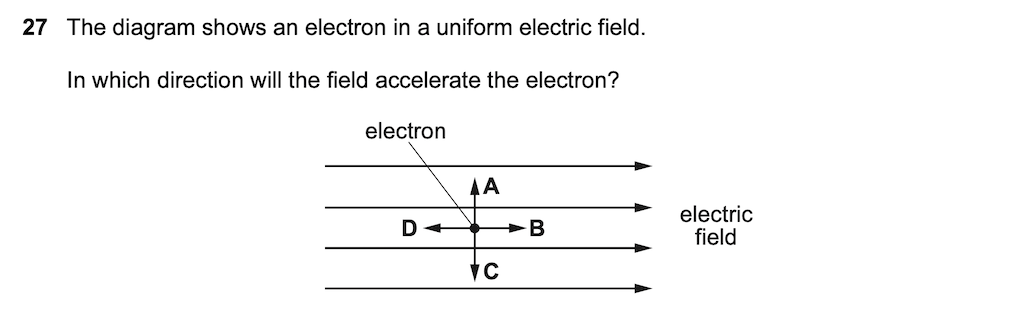 27 The diagram shows an electron in a uniform electric field.
In which direction will the field accelerate the electron?
electron
A
D
B
electric
field
C